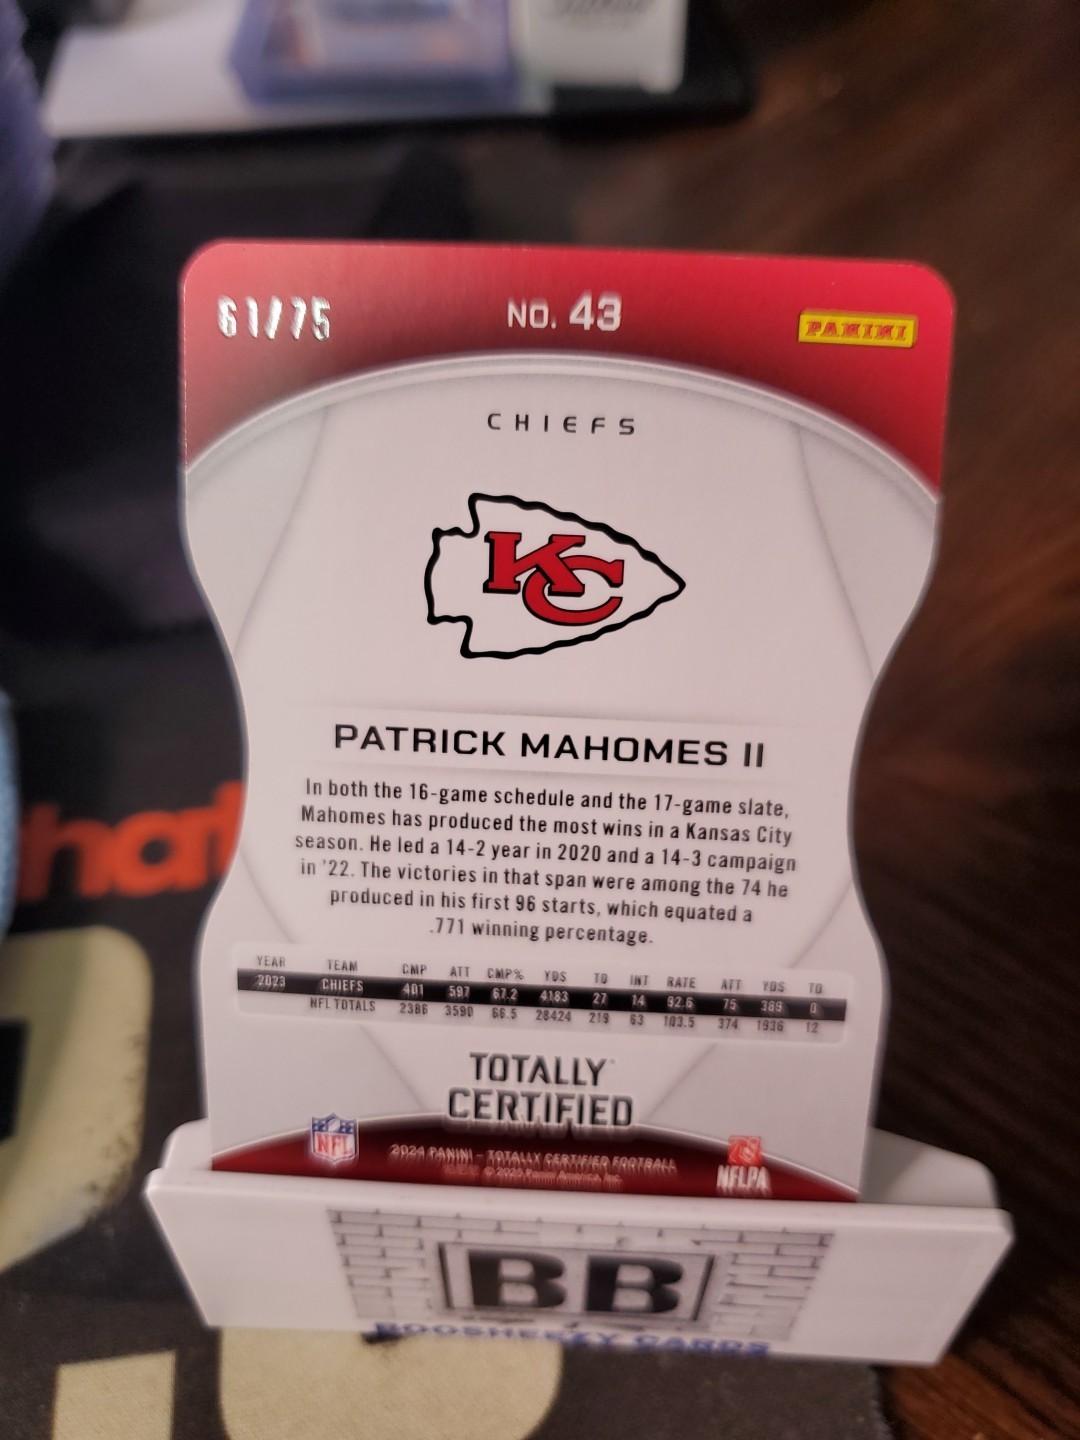 61/75
NO. 43
PANINI
CHIEFS
KC
PATRICK MAHOMES II
In both the 16-game schedule and the 17-game slate,
Mahomes has produced the most wins in a Kansas City
season. He led a 14-2 year in 2020 and a 14-3 campaign
in '22. The victories in that span were among the 74 he
produced in his first 96 starts, which equated a
.771 winning percentage.
YEAR TEAM CMP ATT CMP% YDS TD INT RATE ATT YDS TD
2023 CHIEFS 401 597 67.2 4183 27 14 92.6 75 389 0
NFL TOTALS 2386 3590 66.5 28424 219 63 103.5 374 1936 12
TOTALLY
CERTIFIED
NFL
2024 PANINI – TOTALLY CERTIFIED FOOTBALL
© 2025 Panini America, Inc.
NFLPA
BB
BOOSHEEZY CARDS